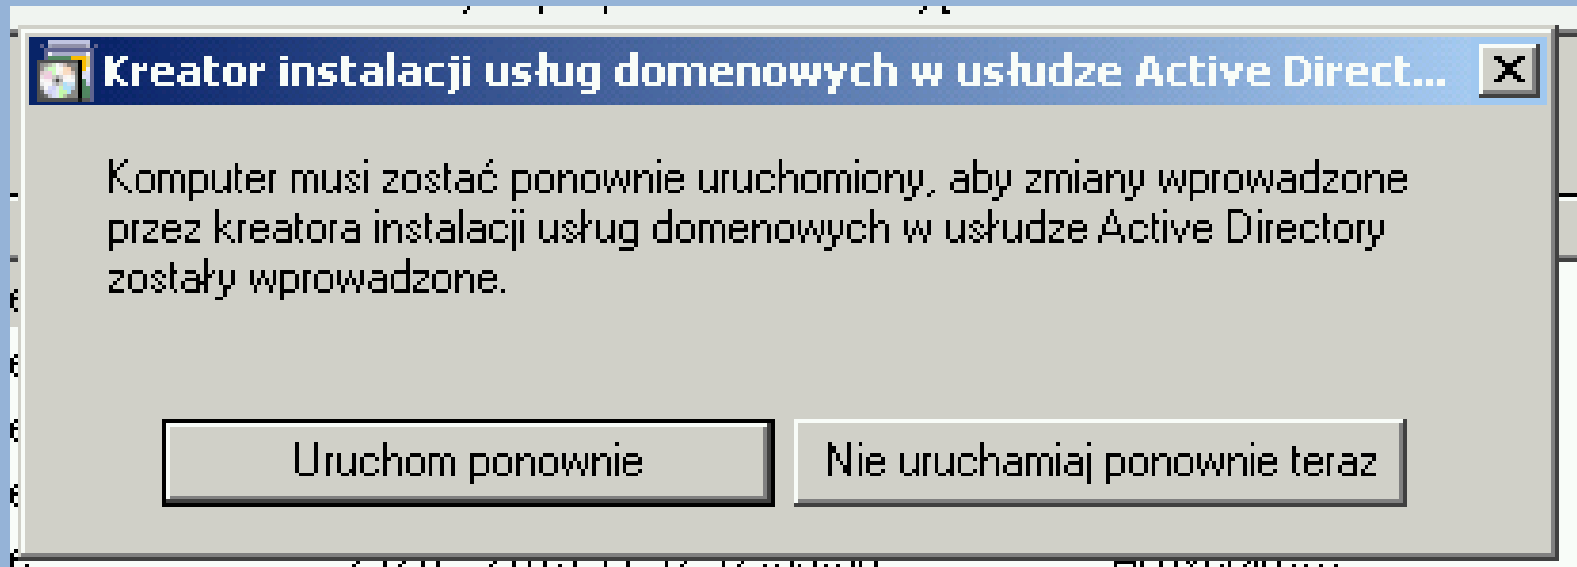 Kreator instalacji usług domenowych w usłudze Active Direct...
Komputer musi zostać ponownie uruchomiony, aby zmiany wprowadzone
przez kreatora instalacji usług domenowych w usłudze Active Directory
zostały wprowadzone.
Uruchom ponownie
Nie uruchamiaj ponownie teraz